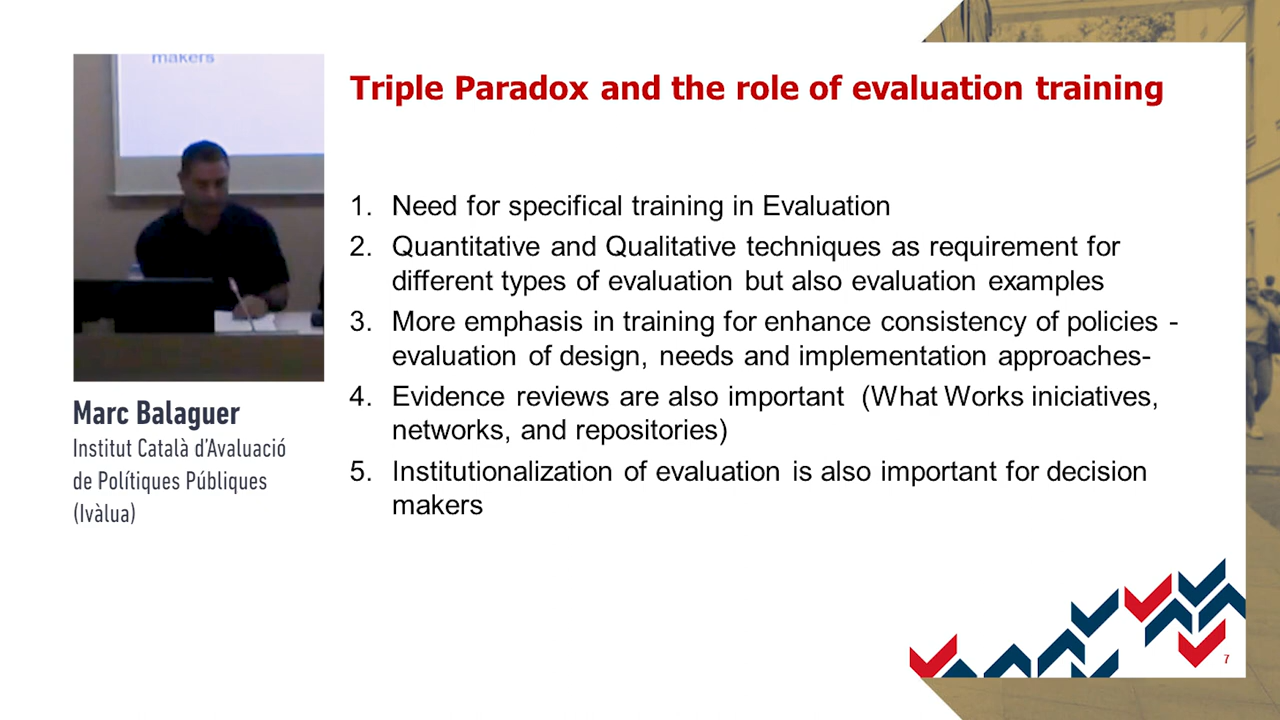 makers
Triple Paradox and the role of evaluation training
1. Need for specifical training in Evaluation
2. Quantitative and Qualitative techniques as requirement for
different types of evaluation but also evaluation examples
3. More emphasis in training for enhance consistency of policies -
evaluation of design, needs and implementation approaches-
4. Evidence reviews are also important (What Works iniciatives,
networks, and repositories)
5. Institutionalization of evaluation is also important for decision
makers
Marc Balaguer
Institut Català d'Avaluació
de Polítiques Públiques
(Ivàlua)
7